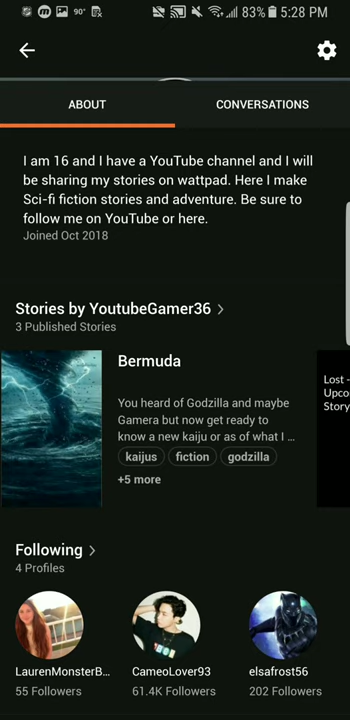 90°
83% 5:28 PM
ABOUT CONVERSATIONS
I am 16 and I have a YouTube channel and I will
be sharing my stories on wattpad. Here I make
Sci-fi fiction stories and adventure. Be sure to
follow me on YouTube or here.
Joined Oct 2018
Stories by YoutubeGamer36
3 Published Stories
Bermuda
You heard of Godzilla and maybe
Gamera but now get ready to
know a new kaiju or as of what I ...
kaijus fiction godzilla
+5 more
Lost -
Upco
Story
Following
4 Profiles
LaurenMonsterB... CameoLover93 elsafrost56
55 Followers 61.4K Followers 202 Followers